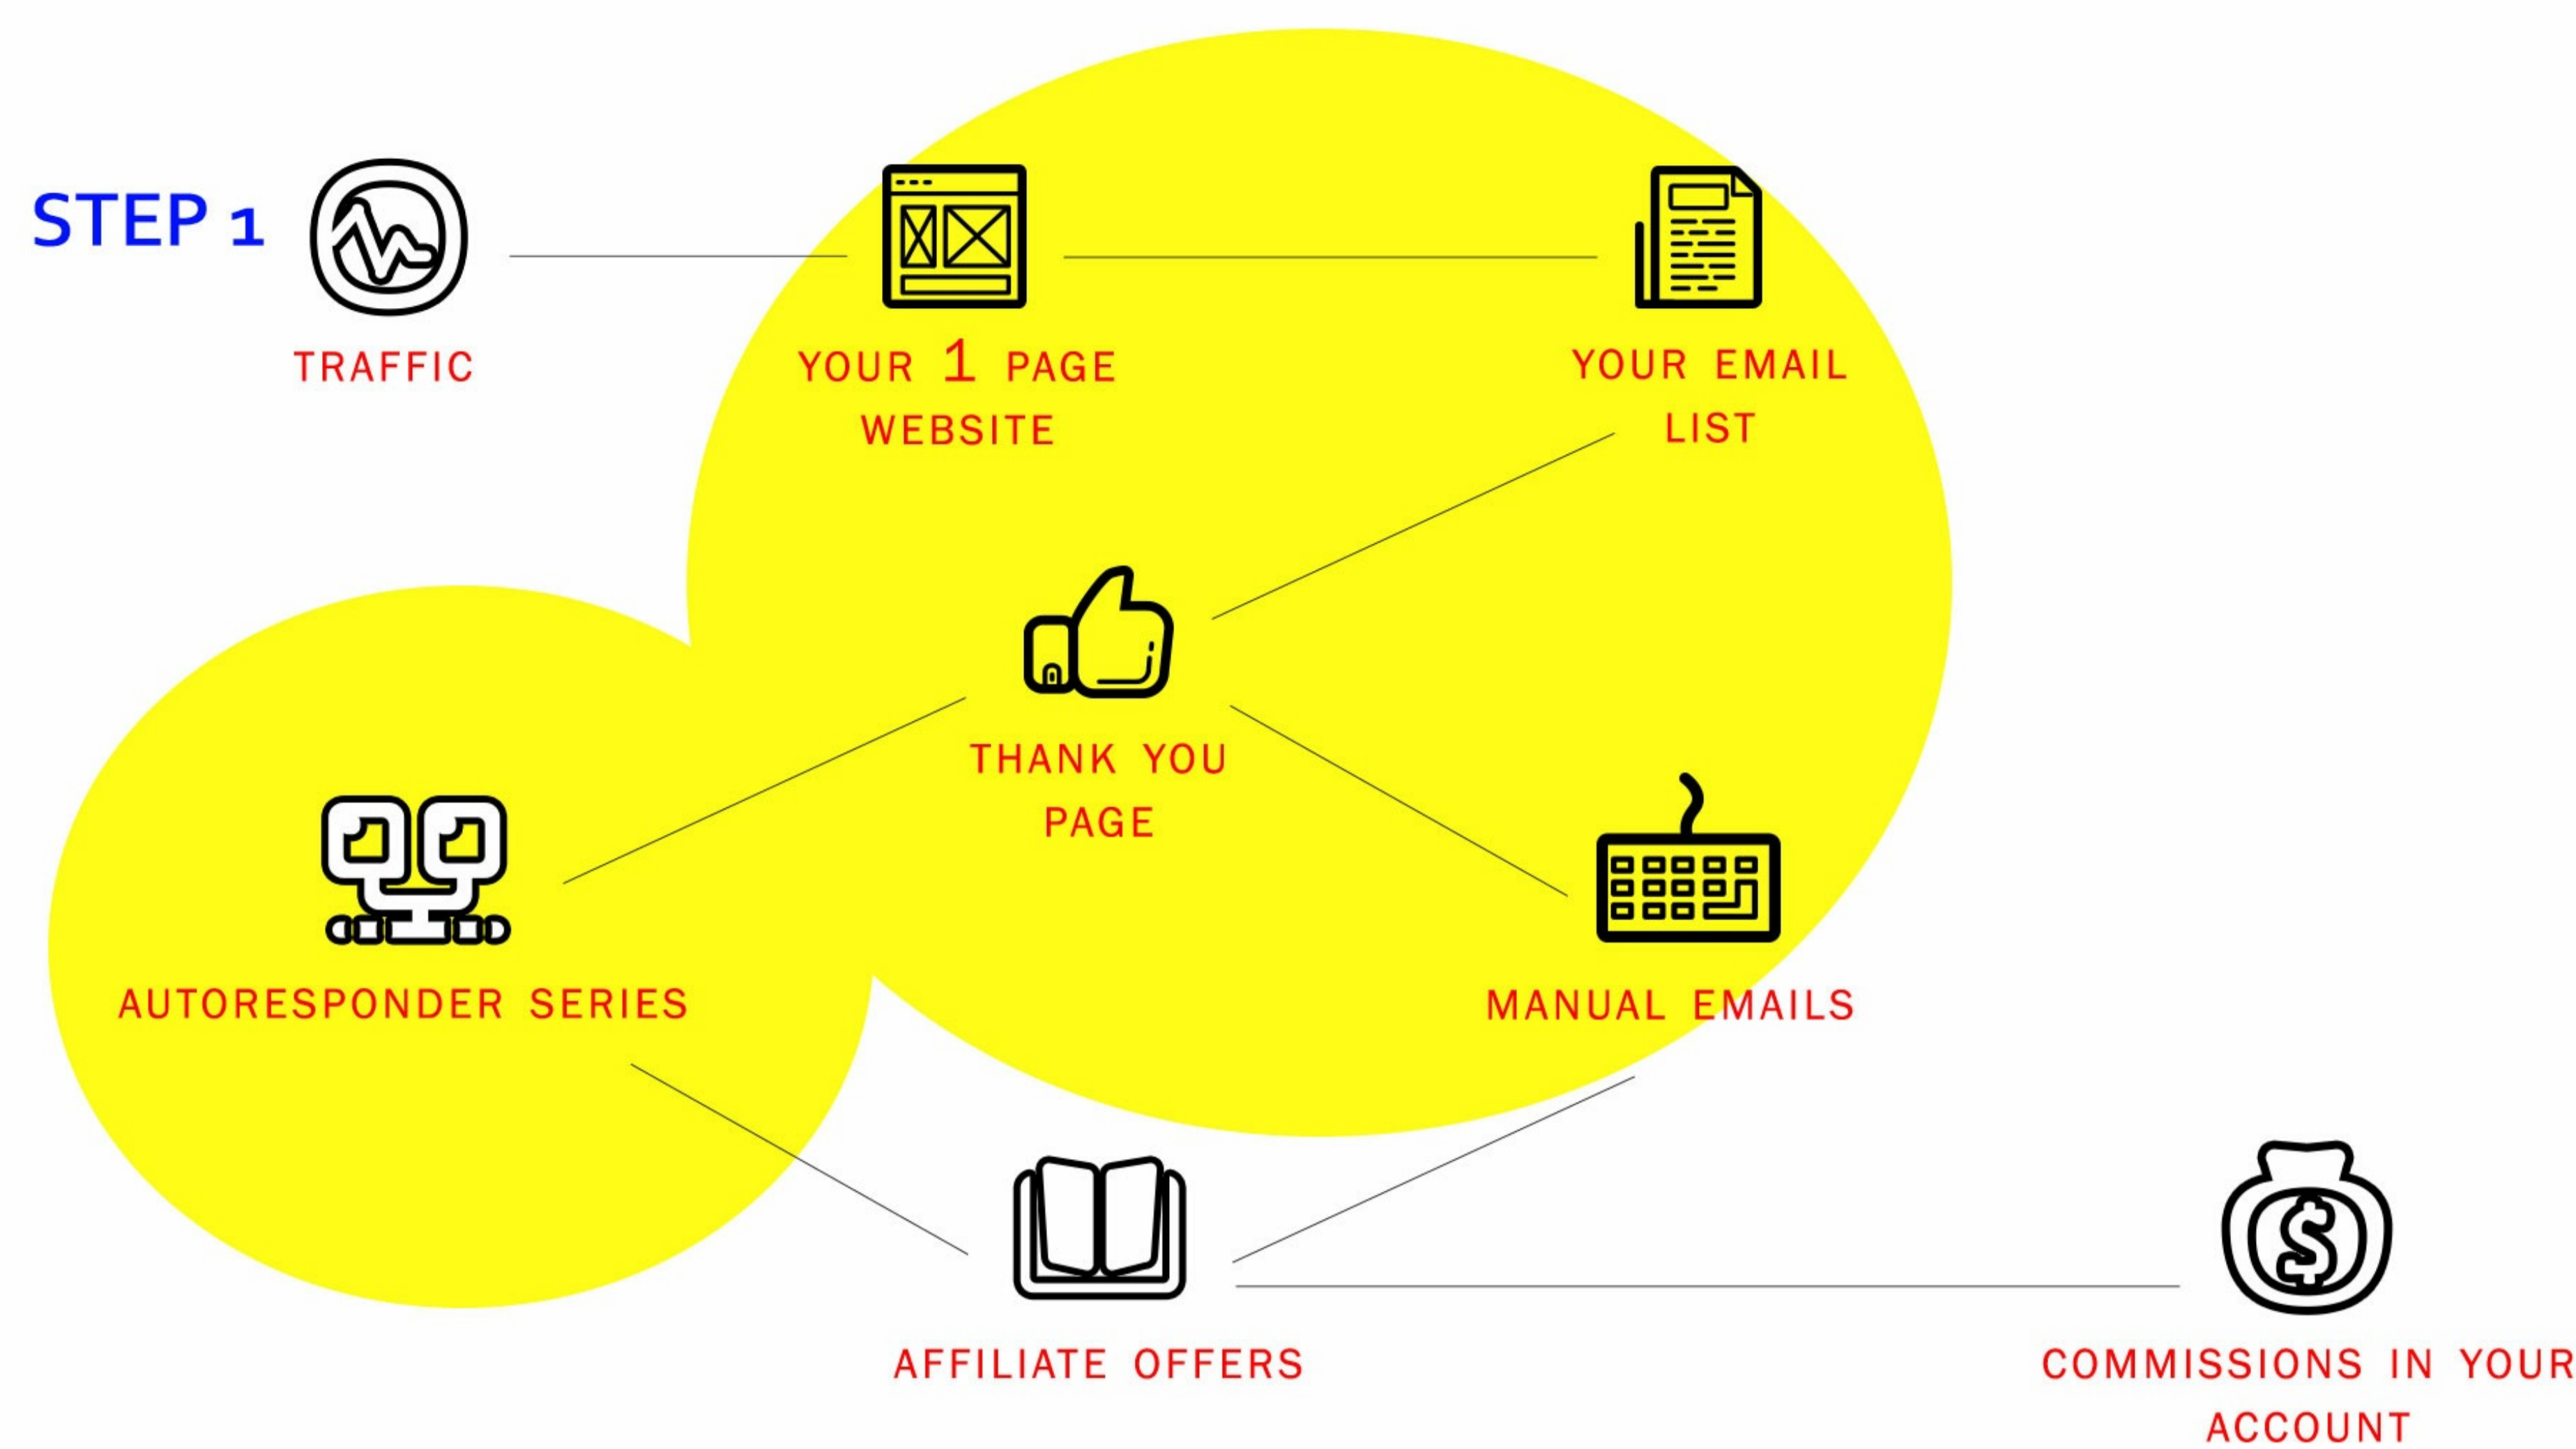 STEP 1
TRAFFIC
YOUR 1 PAGE
WEBSITE
YOUR EMAIL
LIST
THANK YOU
PAGE
AUTORESPONDER SERIES
MANUAL EMAILS
AFFILIATE OFFERS
COMMISSIONS IN YOUR
ACCOUNT